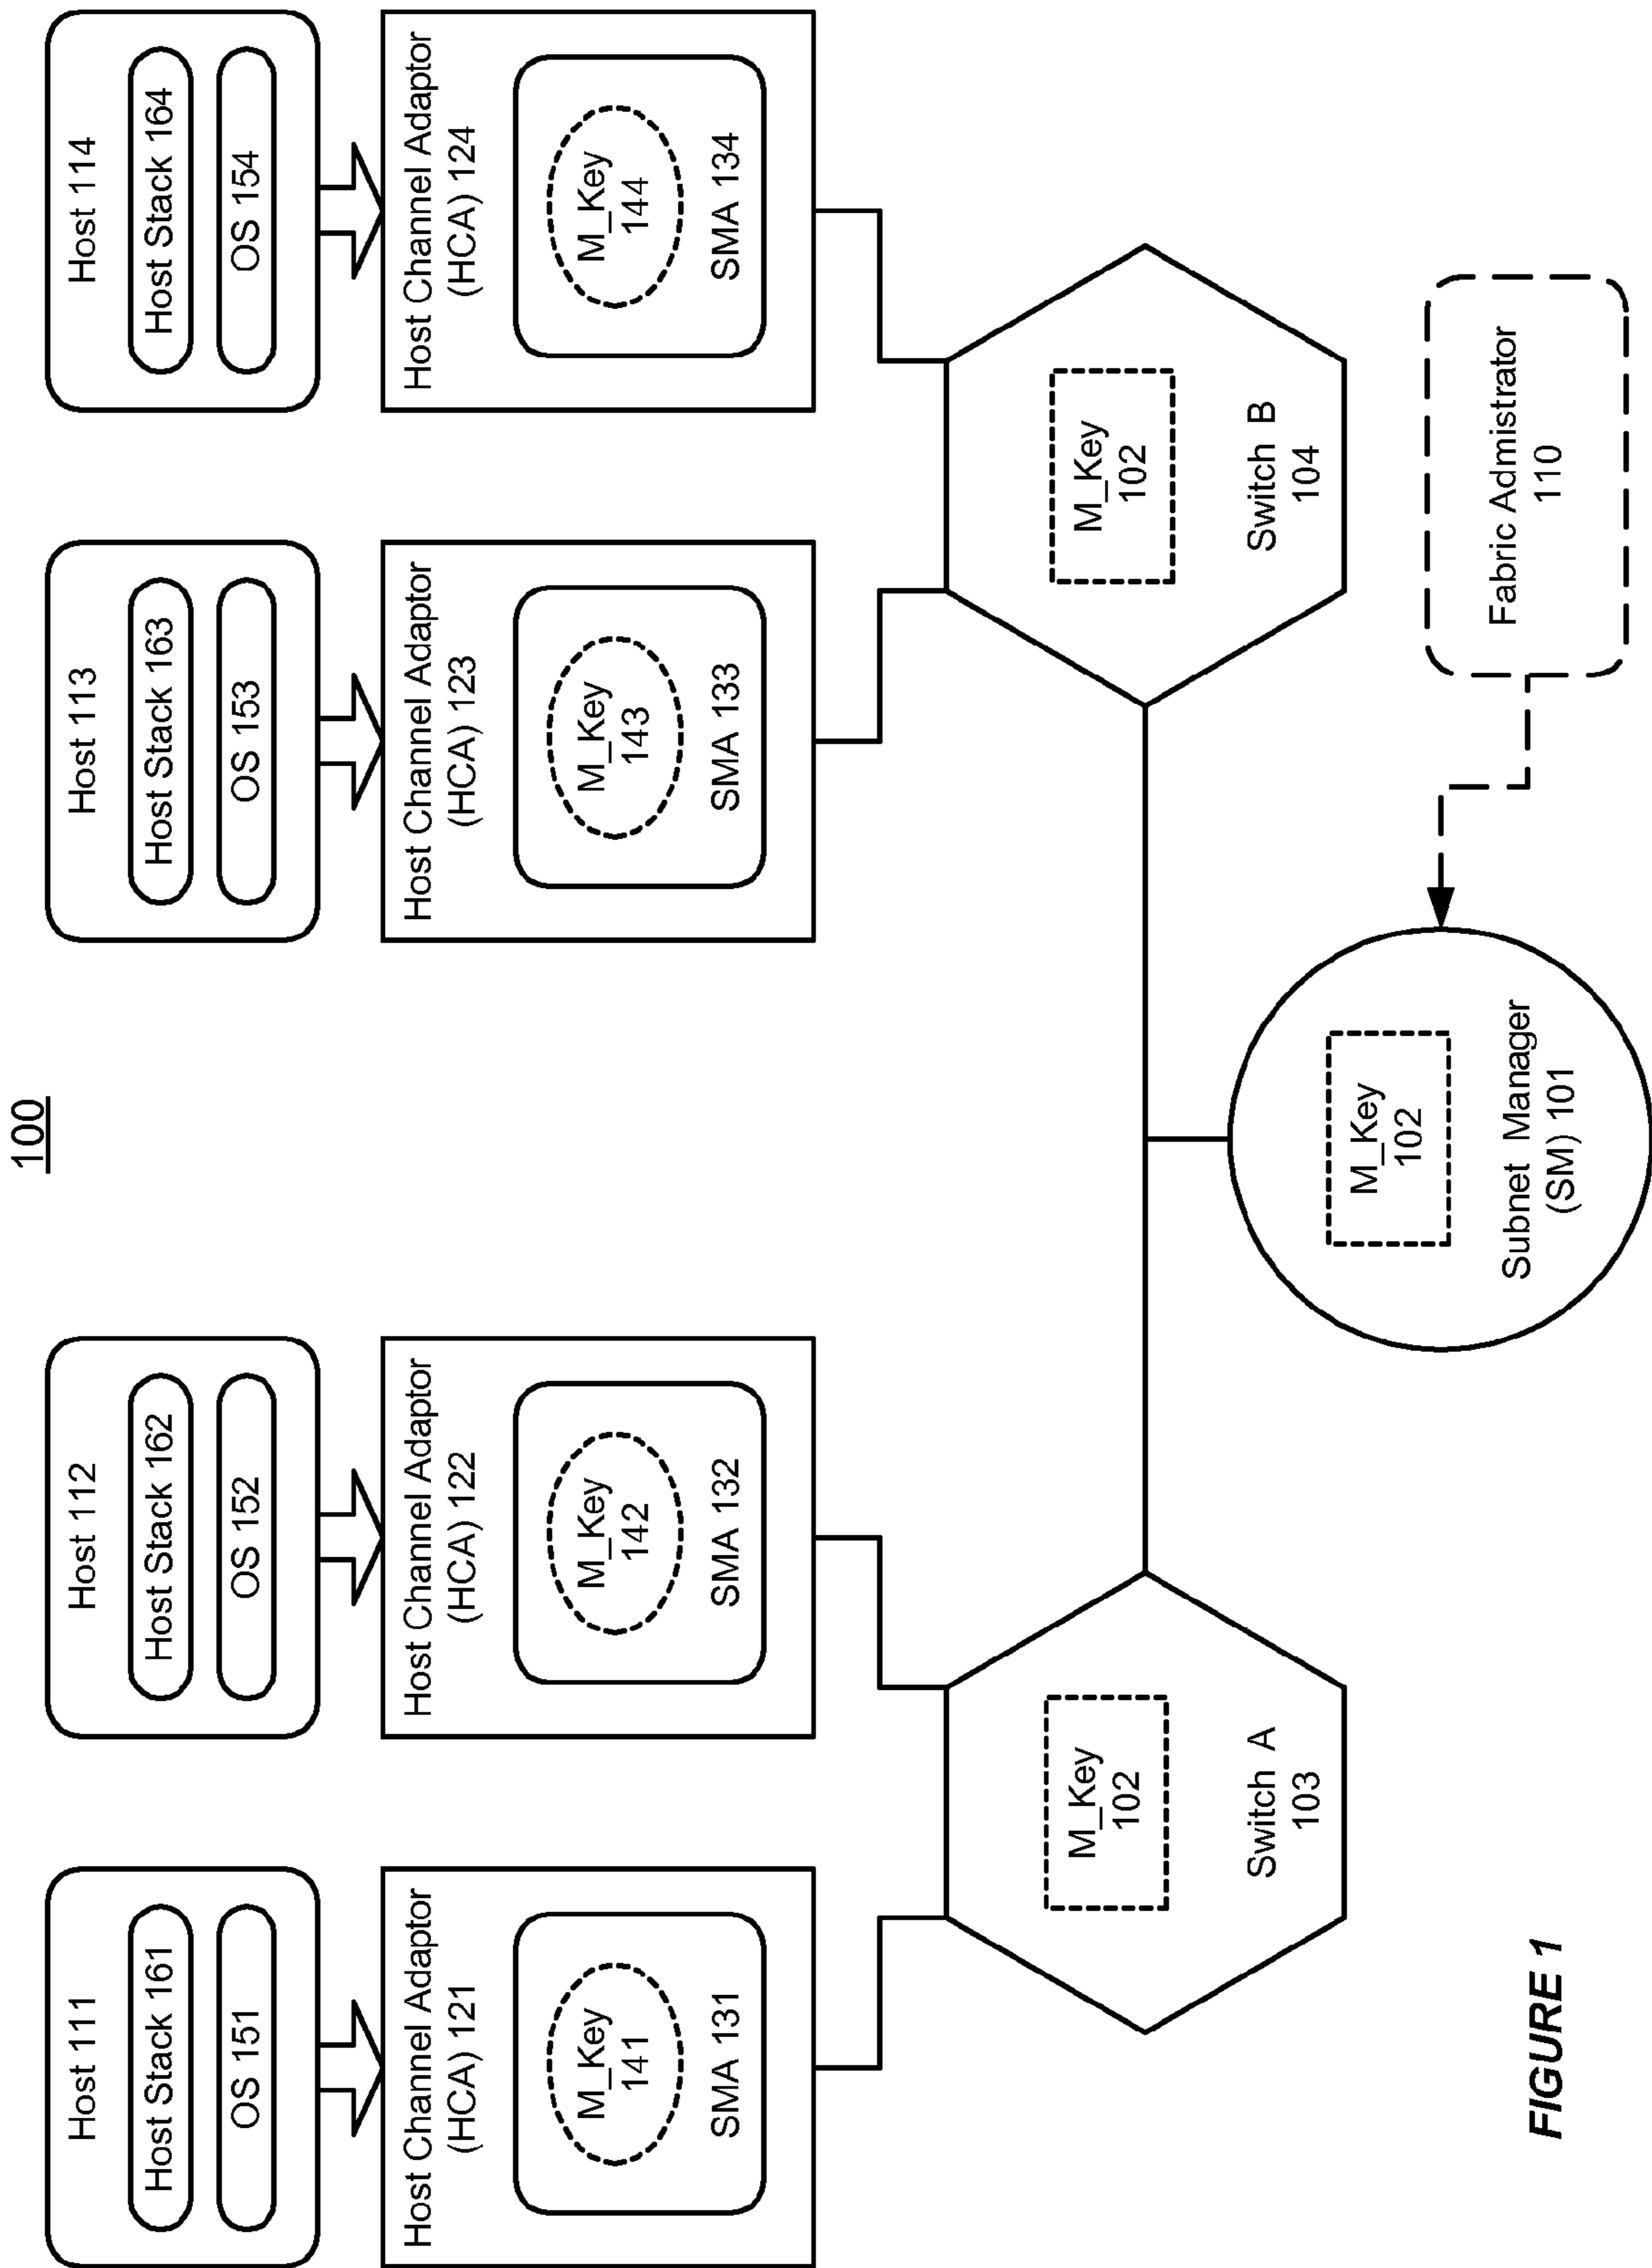 100
Host 111
Host Stack 161
OS 151
Host Channel Adaptor
(HCA) 121
M_Key
141
SMA 131
Host 112
Host Stack 162
OS 152
Host Channel Adaptor
(HCA) 122
M_Key
142
SMA 132
Host 113
Host Stack 163
OS 153
Host Channel Adaptor
(HCA) 123
M_Key
143
SMA 133
Host 114
Host Stack 164
OS 154
Host Channel Adaptor
(HCA) 124
M_Key
144
SMA 134
M_Key
102
Switch A
103
M_Key
102
Switch B
104
M_Key
102
Subnet Manager
(SM) 101
Fabric Admistrator
110
FIGURE 1